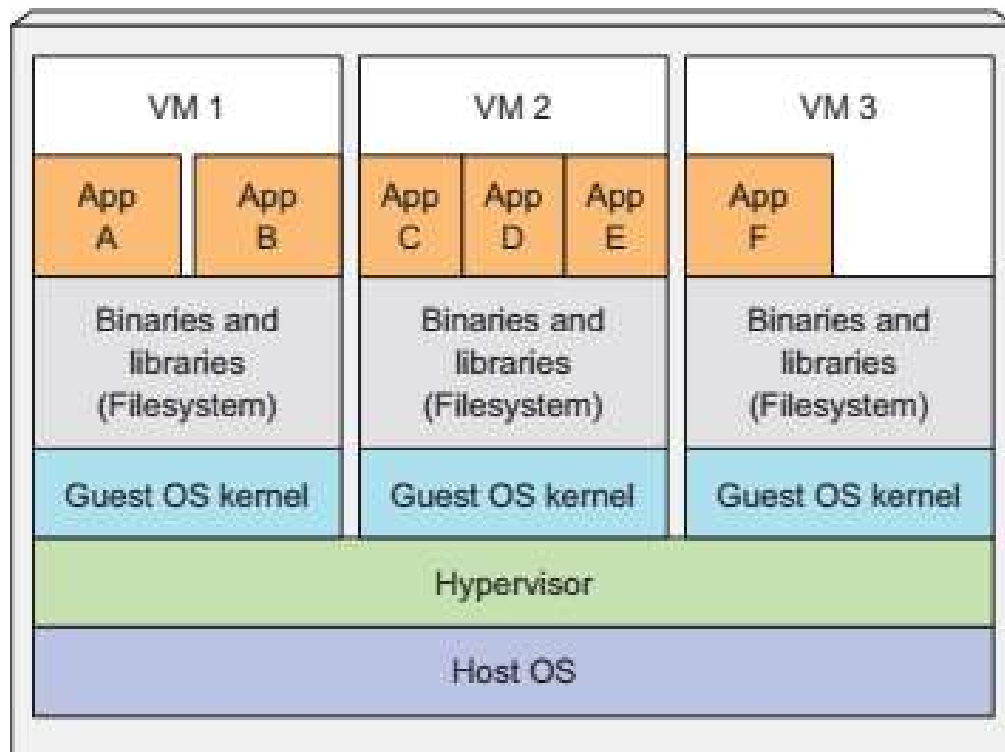 VM 1
App
A
App
B
Binaries and
libraries
(Filesystem)
Guest OS kernel
VM 2
App
C
App
D
App
E
Binaries and
libraries
(Filesystem)
Guest OS kernel
VM 3
App
F
Binaries and
libraries
(Filesystem)
Guest OS kernel
Hypervisor
Host OS